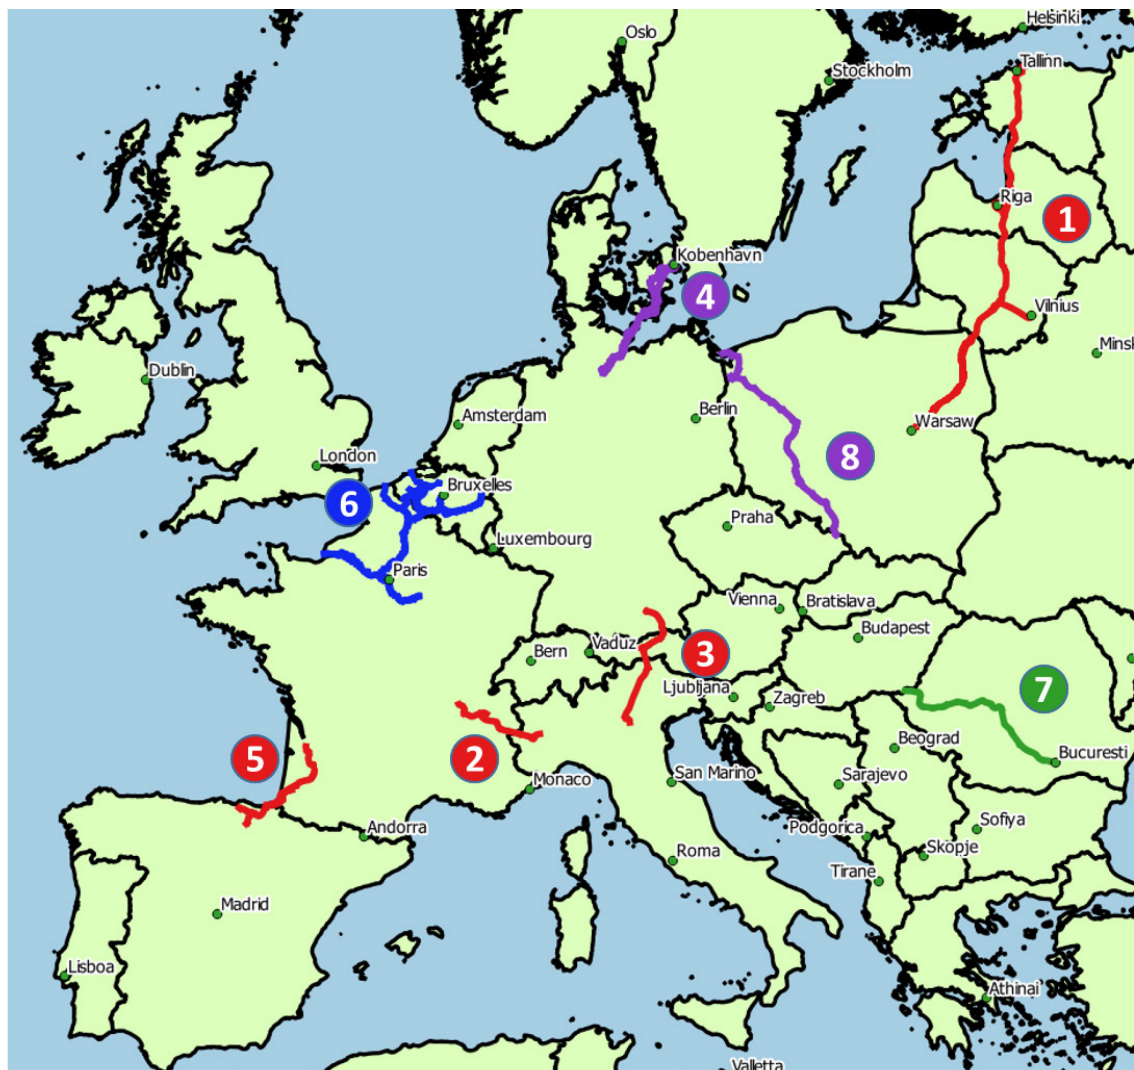 Helsinki
Oslo
Tallinn
Stockholm
Riga
1
Kobenhavn
4
Vilnius
Minsk
Dublin
Berlin
Amsterdam
Warsaw
London
8
Bruxelles
6
Praha
Luxembourg
Paris
Vienna
Bratislava
Budapest
Vaduz
Bern
3
Ljubljana
7
Zagreb
Beograd
Bucuresti
5
2
Monaco
San Marino
Sarajevo
Sofiya
Podgorica
Andorra
Roma
Skopje
Tirane
Madrid
Lisboa
Athinai
Valletta